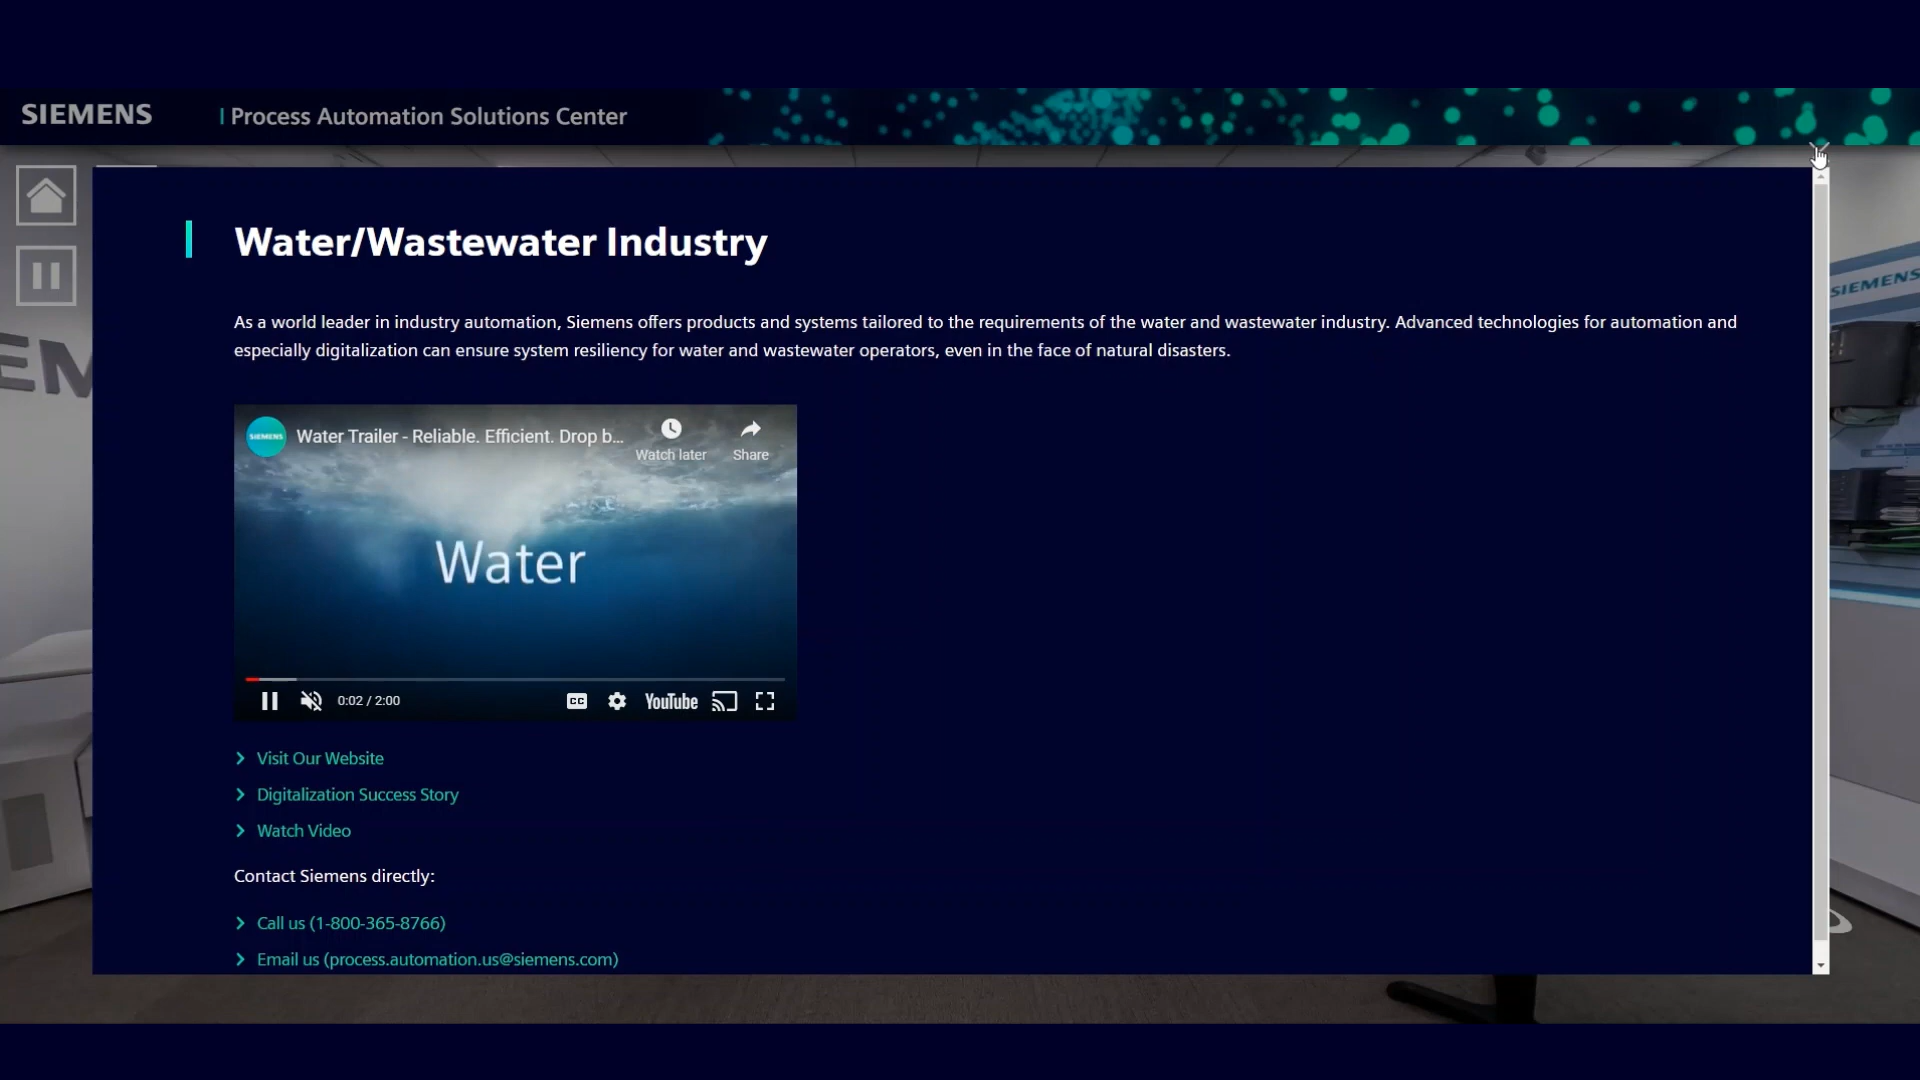 SIEMENS
Process Automation Solutions Center
Water/Wastewater Industry
As a world leader in industry automation, Siemens offers products and systems tailored to the requirements of the water and wastewater industry. Advanced technologies for automation and
especially digitalization can ensure system resiliency for water and wastewater operators, even in the face of natural disasters.
SIEMENS
Water Trailer - Reliable. Efficient. Drop b...
Watch later
Share
Water
0:02 / 2:00
CC
YouTube
Visit Our Website
Digitalization Success Story
Watch Video
Contact Siemens directly:
Call us (1-800-365-8766)
Email us (process.automation.us@siemens.com)
EM
SIEMENS